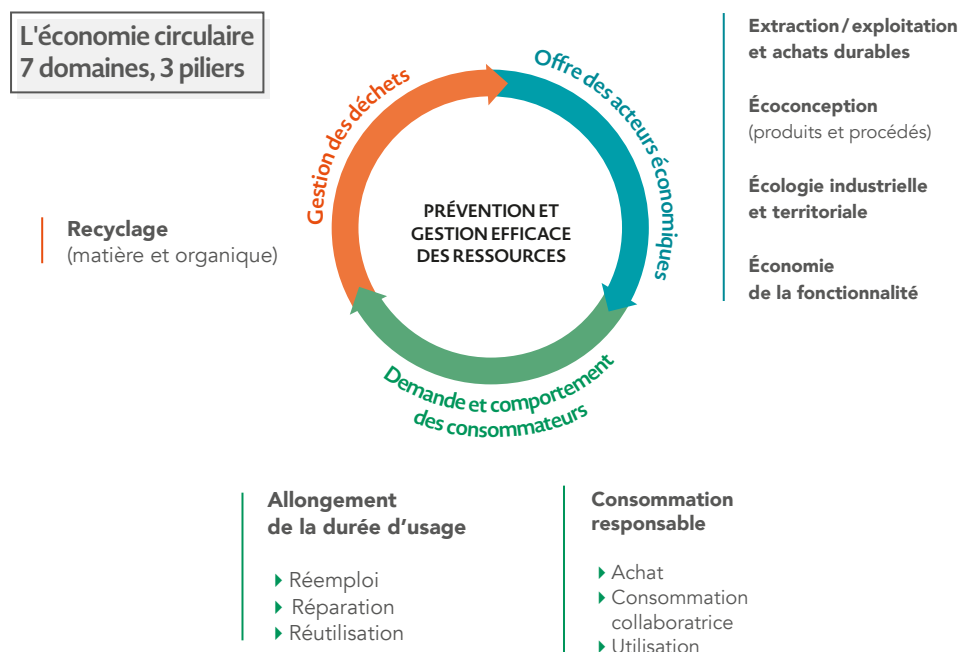 L'économie circulaire
7 domaines, 3 piliers
Offre des acteurs économiques
Extraction / exploitation
et achats durables
Écoconception
(produits et procédés)
Écologie industrielle
et territoriale
Économie
de la fonctionnalité
Gestion des déchets
Recyclage
(matière et organique)
PRÉVENTION ET
GESTION EFFICACE
DES RESSOURCES
Demande et comportement
des consommateurs
Allongement
de la durée d'usage
Réemploi
Réparation
Réutilisation
Consommation
responsable
Achat
Consommation
collaboratrice
Utilisation